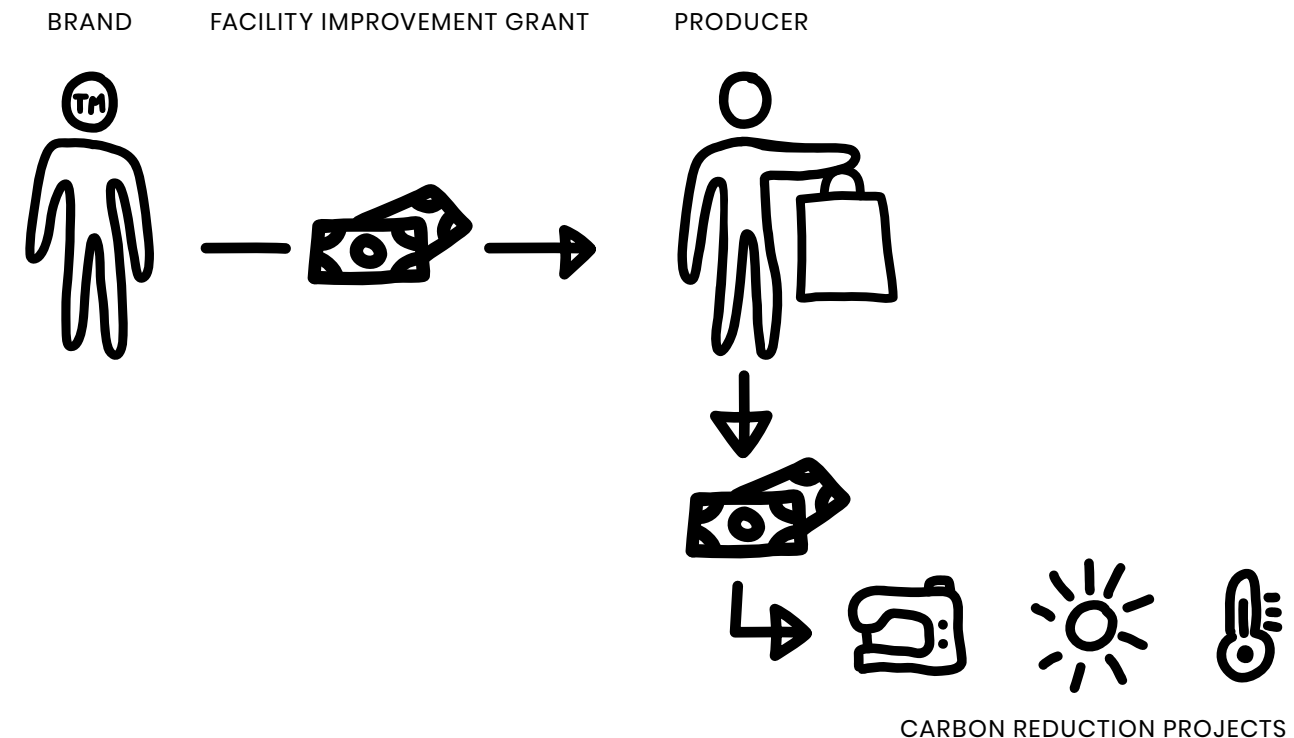 BRAND
FACILITY IMPROVEMENT GRANT
PRODUCER
TM
CARBON REDUCTION PROJECTS